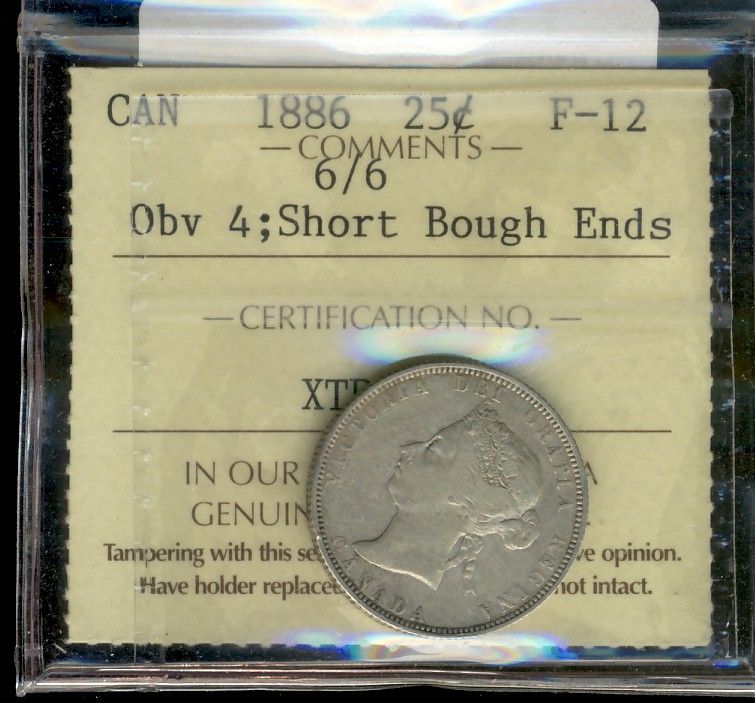 CAN 1886 25¢ F-12
— COMMENTS —
6/6
Obv 4;Short Bough Ends
— CERTIFICATION NO. —
IN OUR
GENUIN
Tampering with this se ve opinion.
Have holder replaced not intact.
VICTORIA DEI GRATIA REGINA
CANADA